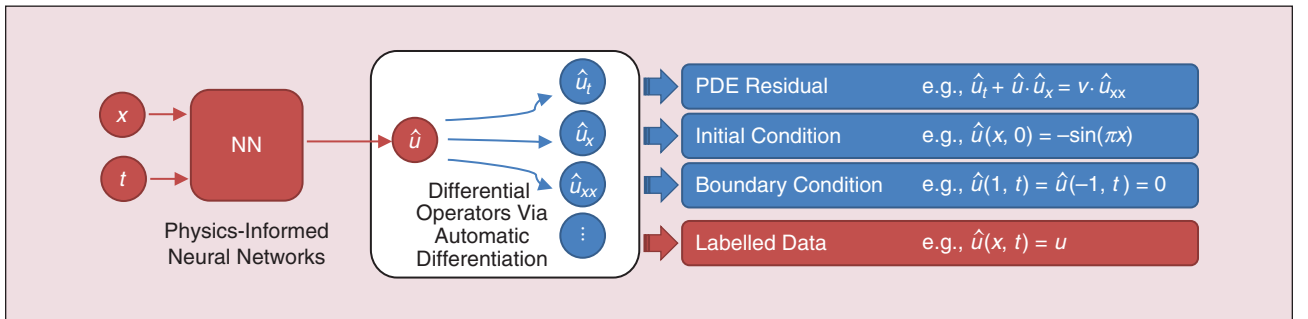 x
t
NN
Physics-Informed
Neural Networks
û
û_t
û_x
û_xx
⋮
Differential
Operators Via
Automatic
Differentiation
PDE Residual e.g., û_t + û · û_x = v · û_xx
Initial Condition e.g., û(x, 0) = –sin(πx)
Boundary Condition e.g., û(1, t) = û(–1, t) = 0
Labelled Data e.g., û(x, t) = u